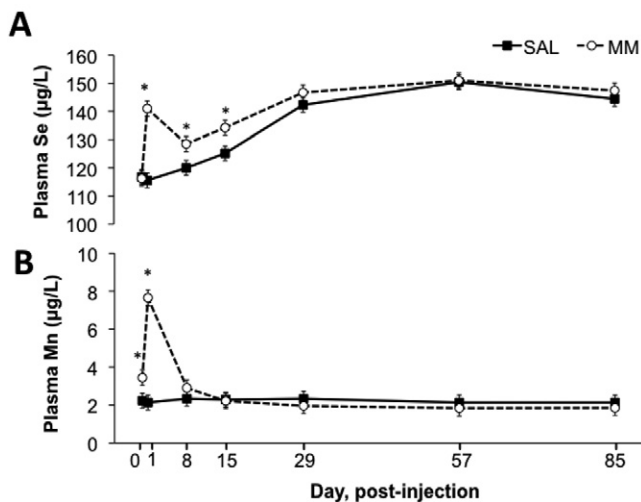 A
SAL MM
160
150
140
130
120
110
100
Plasma Se (µg/L)
* * *
B
10
8
6
4
2
0
Plasma Mn (µg/L)
* *
0 1 8 15 29 57 85
Day, post-injection